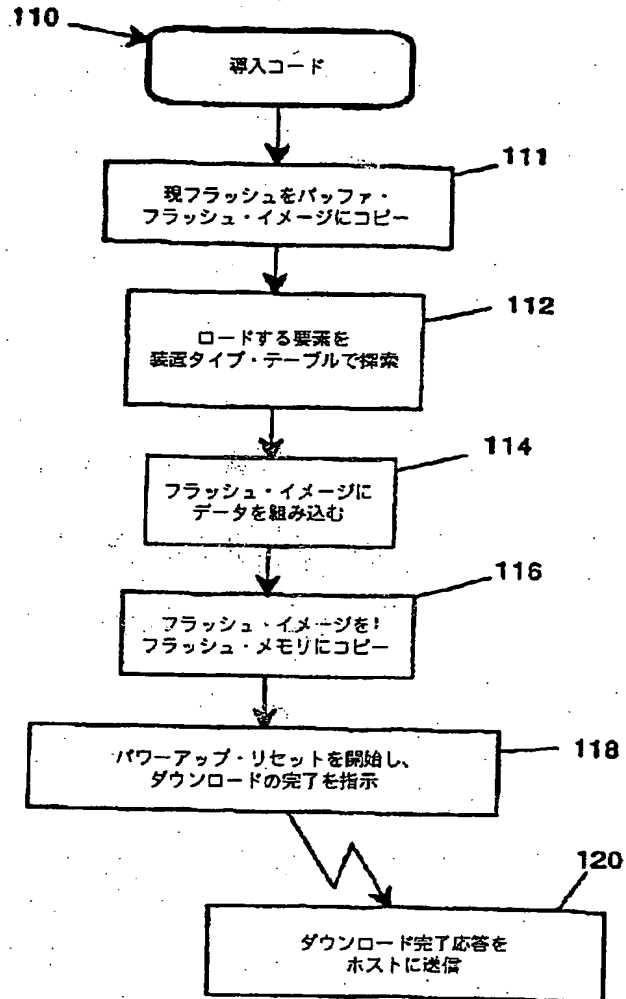 110
導入コード
111
現フラッシュをバッファ・
フラッシュ・イメージにコピー
112
ロードする要素を
装置タイプ・テーブルで探索
114
フラッシュ・イメージに
データを組み込む
116
フラッシュ・イメージを
フラッシュ・メモリにコピー
118
パワーアップ・リセットを開始し、
ダウンロードの完了を指示
120
ダウンロード完了応答を
ホストに送信